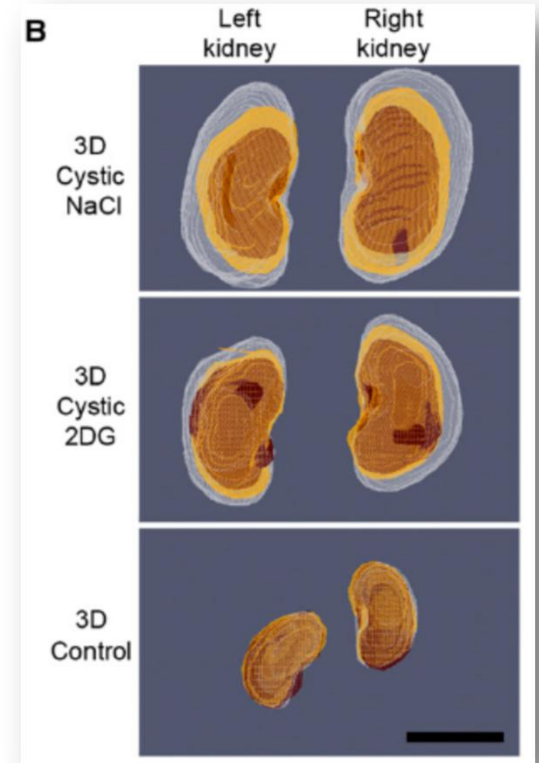 B
Left
kidney
Right
kidney
3D
Cystic
NaCl
3D
Cystic
2DG
3D
Control